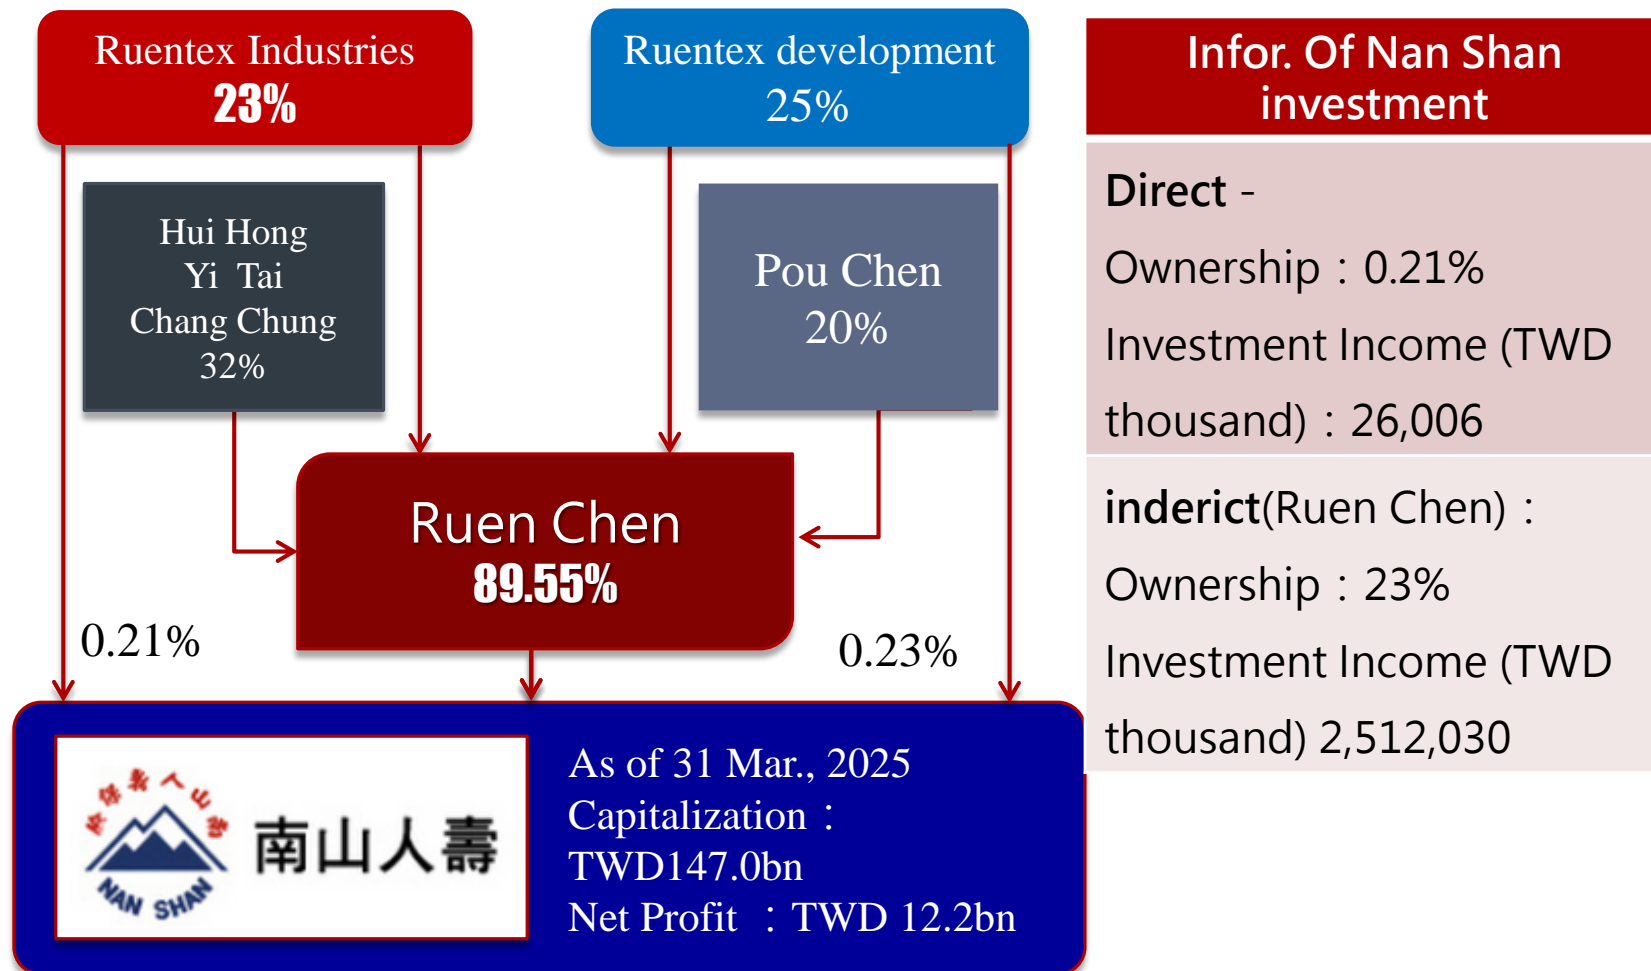 Ruentex Industries
23%
Ruentex development
25%
Hui Hong
Yi Tai
Chang Chung
32%
Pou Chen
20%
Ruen Chen
89.55%
0.21%
0.23%
NAN SHAN
南山人壽
As of 31 Mar., 2025
Capitalization：
TWD147.0bn
Net Profit ：TWD 12.2bn
Infor. Of Nan Shan
investment
Direct -
Ownership：0.21%
Investment Income (TWD
thousand)：26,006
inderict(Ruen Chen)：
Ownership：23%
Investment Income (TWD
thousand) 2,512,030